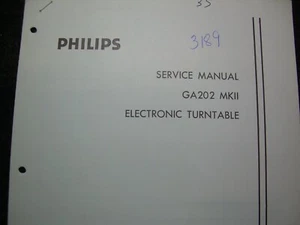 35
PHILIPS
3189
SERVICE MANUAL
GA202 MKII
ELECTRONIC TURNTABLE